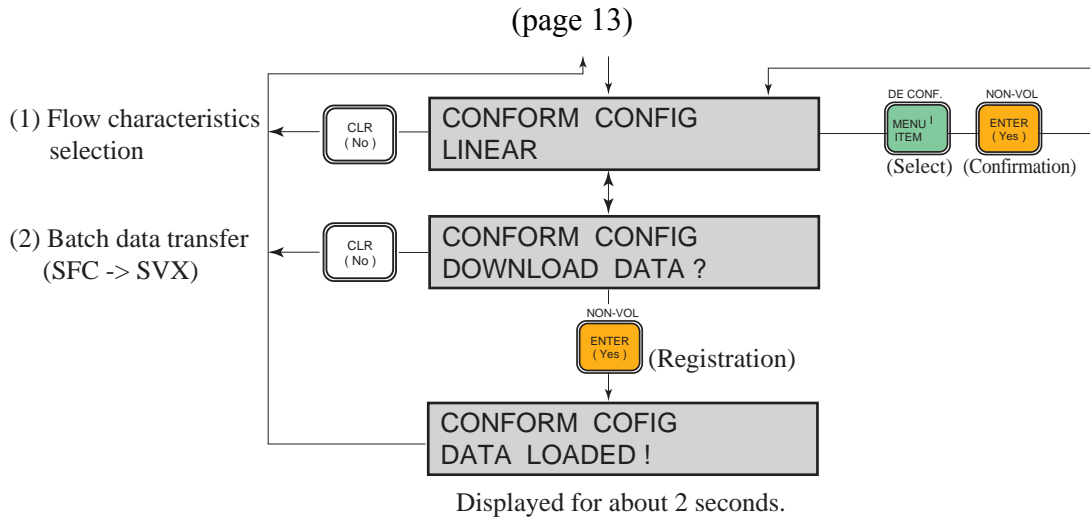 (page 13)
(1) Flow characteristics
selection
CLR
( No )
CONFORM CONFIG
LINEAR
DE CONF.
MENU I
ITEM
(Select)
NON-VOL
ENTER
( Yes )
(Confirmation)
(2) Batch data transfer
(SFC -> SVX)
CLR
( No )
CONFORM CONFIG
DOWNLOAD DATA ?
NON-VOL
ENTER
( Yes )
(Registration)
CONFORM COFIG
DATA LOADED !
Displayed for about 2 seconds.